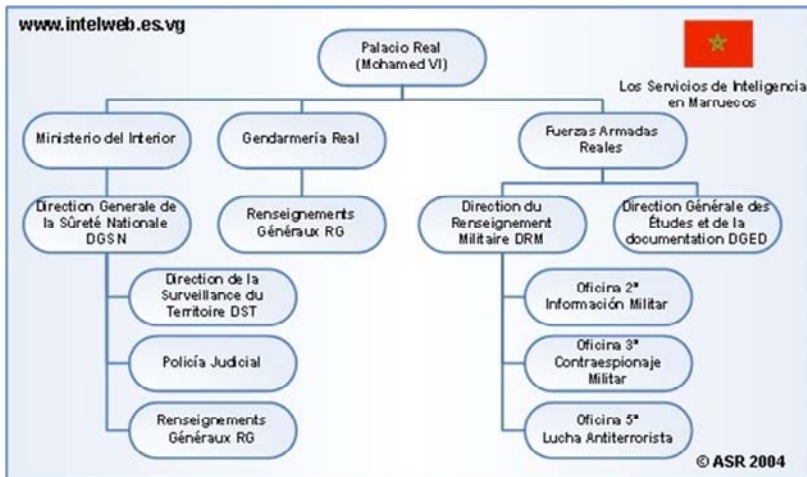 www.intelweb.es.vg
Palacio Real
(Mohamed VI)
Los Servicios de Inteligencia
en Marruecos
Ministerio del Interior
Gendarmería Real
Fuerzas Armadas
Reales
Direction Generale de
la Sûreté Nationale
DGSN
Renseignements
Généraux RG
Direction du
Renseignement
Militaire DRM
Direction Générale des
Études et de la
documentation DGED
Direction de la
Surveillance du
Territoire DST
Oficina 2ª
Información Militar
Policía Judicial
Oficina 3ª
Contraespionaje
Militar
Renseignements
Généraux RG
Oficina 5ª
Lucha Antiterrorista
© ASR 2004